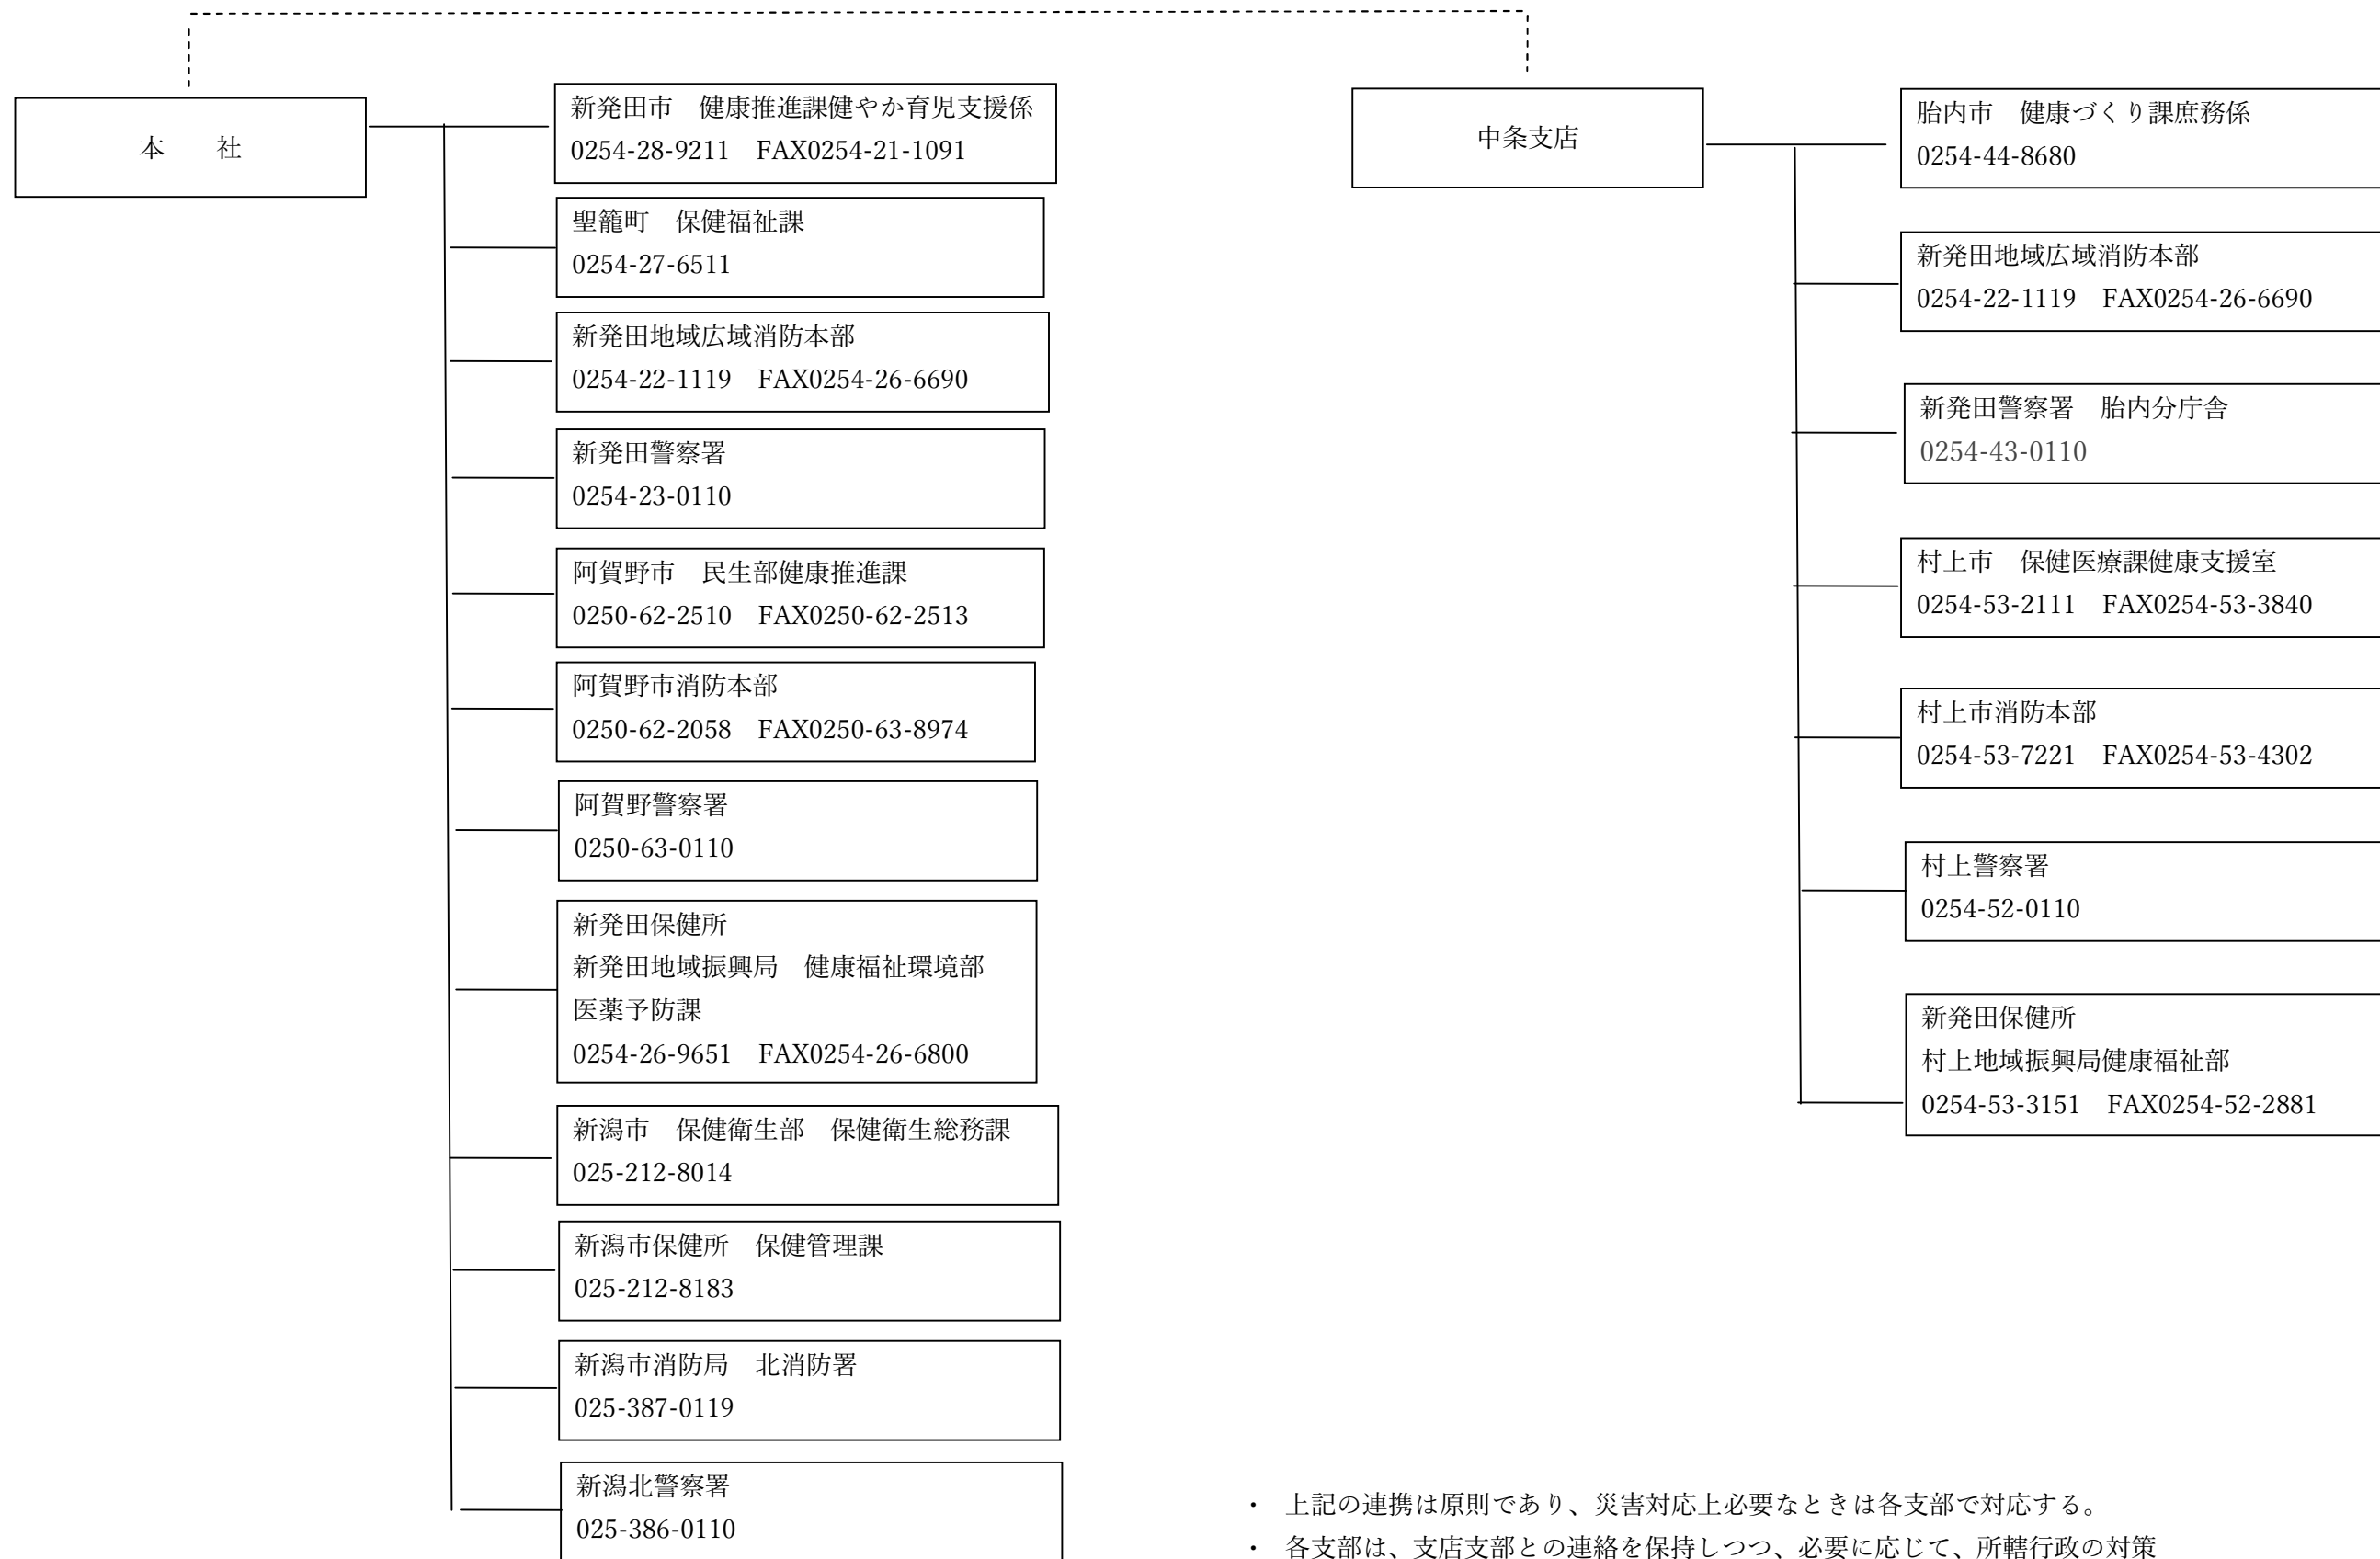 本　　社
新発田市　健康推進課健やか育児支援係
0254-28-9211　FAX0254-21-1091
聖籠町　保健福祉課
0254-27-6511
新発田地域広域消防本部
0254-22-1119　FAX0254-26-6690
新発田警察署
0254-23-0110
阿賀野市　民生部健康推進課
0250-62-2510　FAX0250-62-2513
阿賀野市消防本部
0250-62-2058　FAX0250-63-8974
阿賀野警察署
0250-63-0110
新発田保健所
新発田地域振興局　健康福祉環境部
医薬予防課
0254-26-9651　FAX0254-26-6800
新潟市　保健衛生部　保健衛生総務課
025-212-8014
新潟市保健所　保健管理課
025-212-8183
新潟市消防局　北消防署
025-387-0119
新潟北警察署
025-386-0110
中条支店
胎内市　健康づくり課庶務係
0254-44-8680
新発田地域広域消防本部
0254-22-1119　FAX0254-26-6690
新発田警察署　胎内分庁舎
0254-43-0110
村上市　保健医療課健康支援室
0254-53-2111　FAX0254-53-3840
村上市消防本部
0254-53-7221　FAX0254-53-4302
村上警察署
0254-52-0110
新発田保健所
村上地域振興局健康福祉部
0254-53-3151　FAX0254-52-2881
・　上記の連携は原則であり、災害対応上必要なときは各支部で対応する。
・　各支部は、支店支部との連絡を保持しつつ、必要に応じて、所轄行政の対策